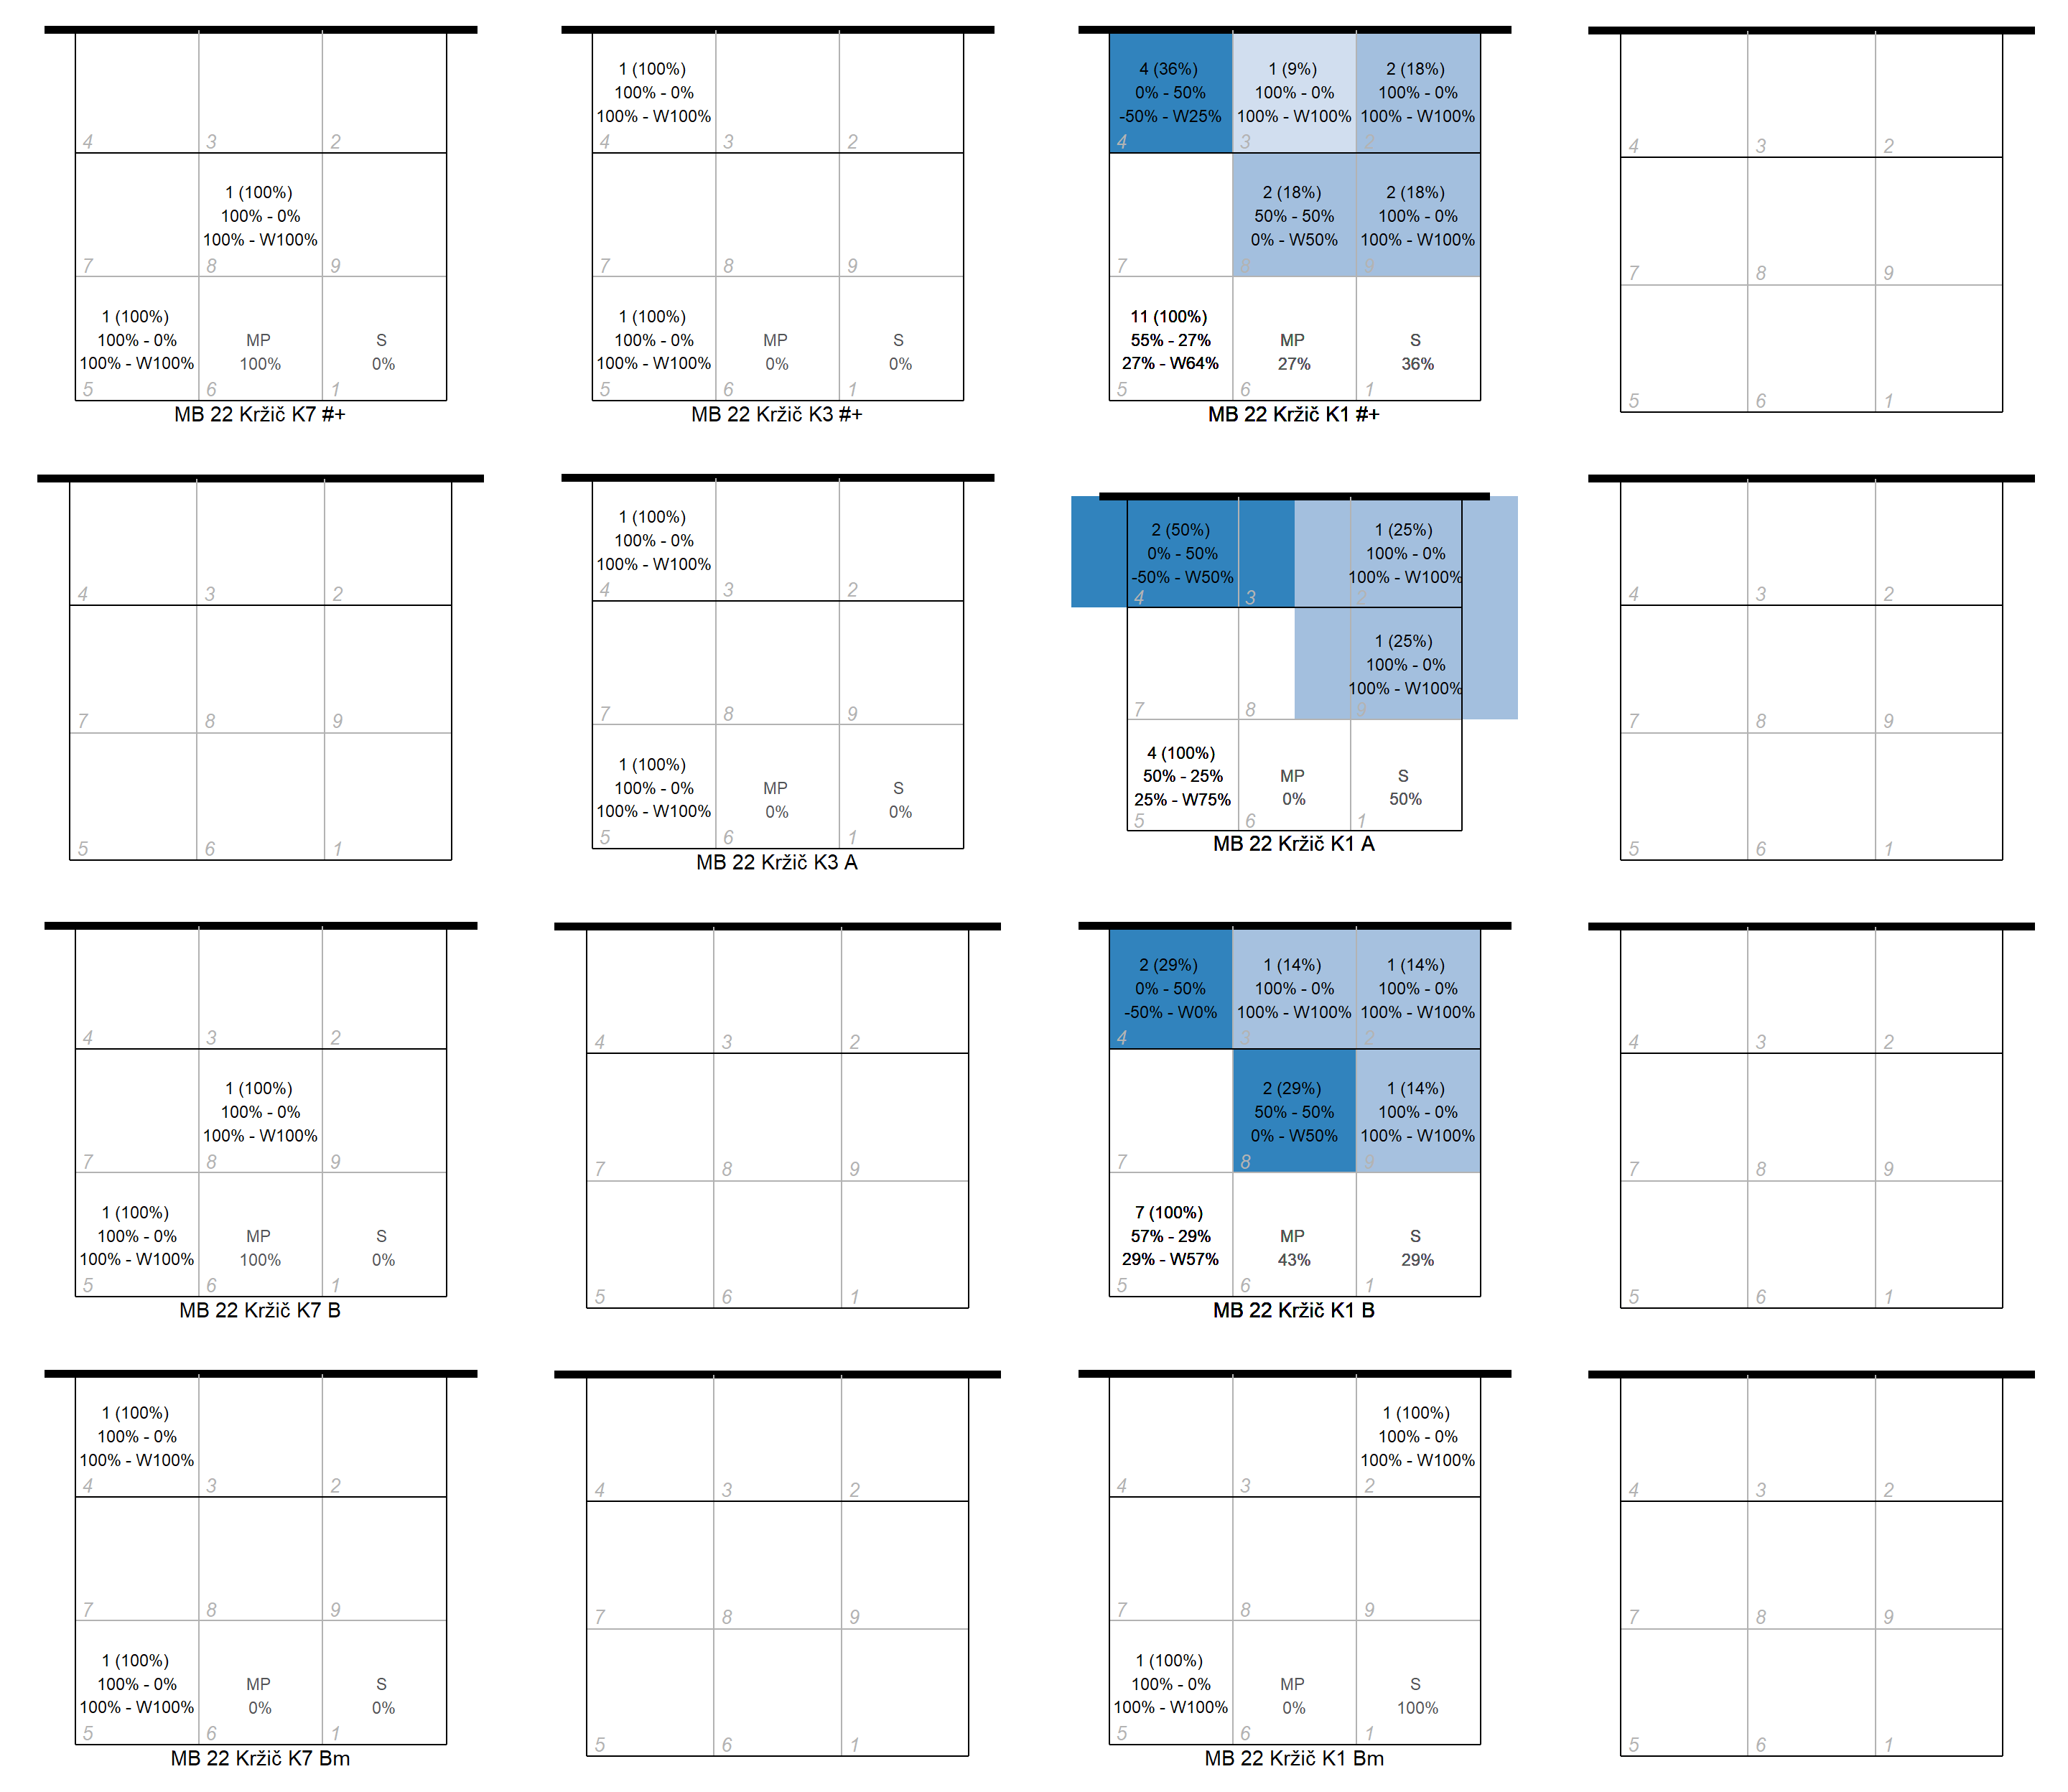 1 (100%)
100% - 0%
100% - W100%
1 (100%)
100% - 0%
100% - W100%
MP
100%
S
0%
4
3
2
7
8
9
5
6
1
MB 22 Kržič K7 #+
1 (100%)
100% - 0%
100% - W100%
1 (100%)
100% - 0%
100% - W100%
MP
0%
S
0%
4
3
2
7
8
9
5
6
1
MB 22 Kržič K3 #+
4 (36%)
0% - 50%
-50% - W25%
1 (9%)
100% - 0%
100% - W100%
2 (18%)
100% - 0%
100% - W100%
2 (18%)
50% - 50%
0% - W50%
2 (18%)
100% - 0%
100% - W100%
11 (100%)
55% - 27%
27% - W64%
MP
27%
S
36%
4
3
2
7
8
9
5
6
1
MB 22 Kržič K1 #+
4
3
2
7
8
9
5
6
1
4
3
2
7
8
9
5
6
1
1 (100%)
100% - 0%
100% - W100%
1 (100%)
100% - 0%
100% - W100%
MP
0%
S
0%
4
3
2
7
8
9
5
6
1
MB 22 Kržič K3 A
2 (50%)
0% - 50%
-50% - W50%
1 (25%)
100% - 0%
100% - W100%
1 (25%)
100% - 0%
100% - W100%
4 (100%)
50% - 25%
25% - W75%
MP
0%
S
50%
4
3
2
7
8
9
5
6
1
MB 22 Kržič K1 A
4
3
2
7
8
9
5
6
1
1 (100%)
100% - 0%
100% - W100%
1 (100%)
100% - 0%
100% - W100%
MP
100%
S
0%
4
3
2
7
8
9
5
6
1
MB 22 Kržič K7 B
4
3
2
7
8
9
5
6
1
2 (29%)
0% - 50%
-50% - W0%
1 (14%)
100% - 0%
100% - W100%
1 (14%)
100% - 0%
100% - W100%
2 (29%)
50% - 50%
0% - W50%
1 (14%)
100% - 0%
100% - W100%
7 (100%)
57% - 29%
29% - W57%
MP
43%
S
29%
4
3
2
7
8
9
5
6
1
MB 22 Kržič K1 B
4
3
2
7
8
9
5
6
1
1 (100%)
100% - 0%
100% - W100%
1 (100%)
100% - 0%
100% - W100%
MP
0%
S
0%
4
3
2
7
8
9
5
6
1
MB 22 Kržič K7 Bm
4
3
2
7
8
9
5
6
1
1 (100%)
100% - 0%
100% - W100%
1 (100%)
100% - 0%
100% - W100%
MP
0%
S
100%
4
3
2
7
8
9
5
6
1
MB 22 Kržič K1 Bm
4
3
2
7
8
9
5
6
1